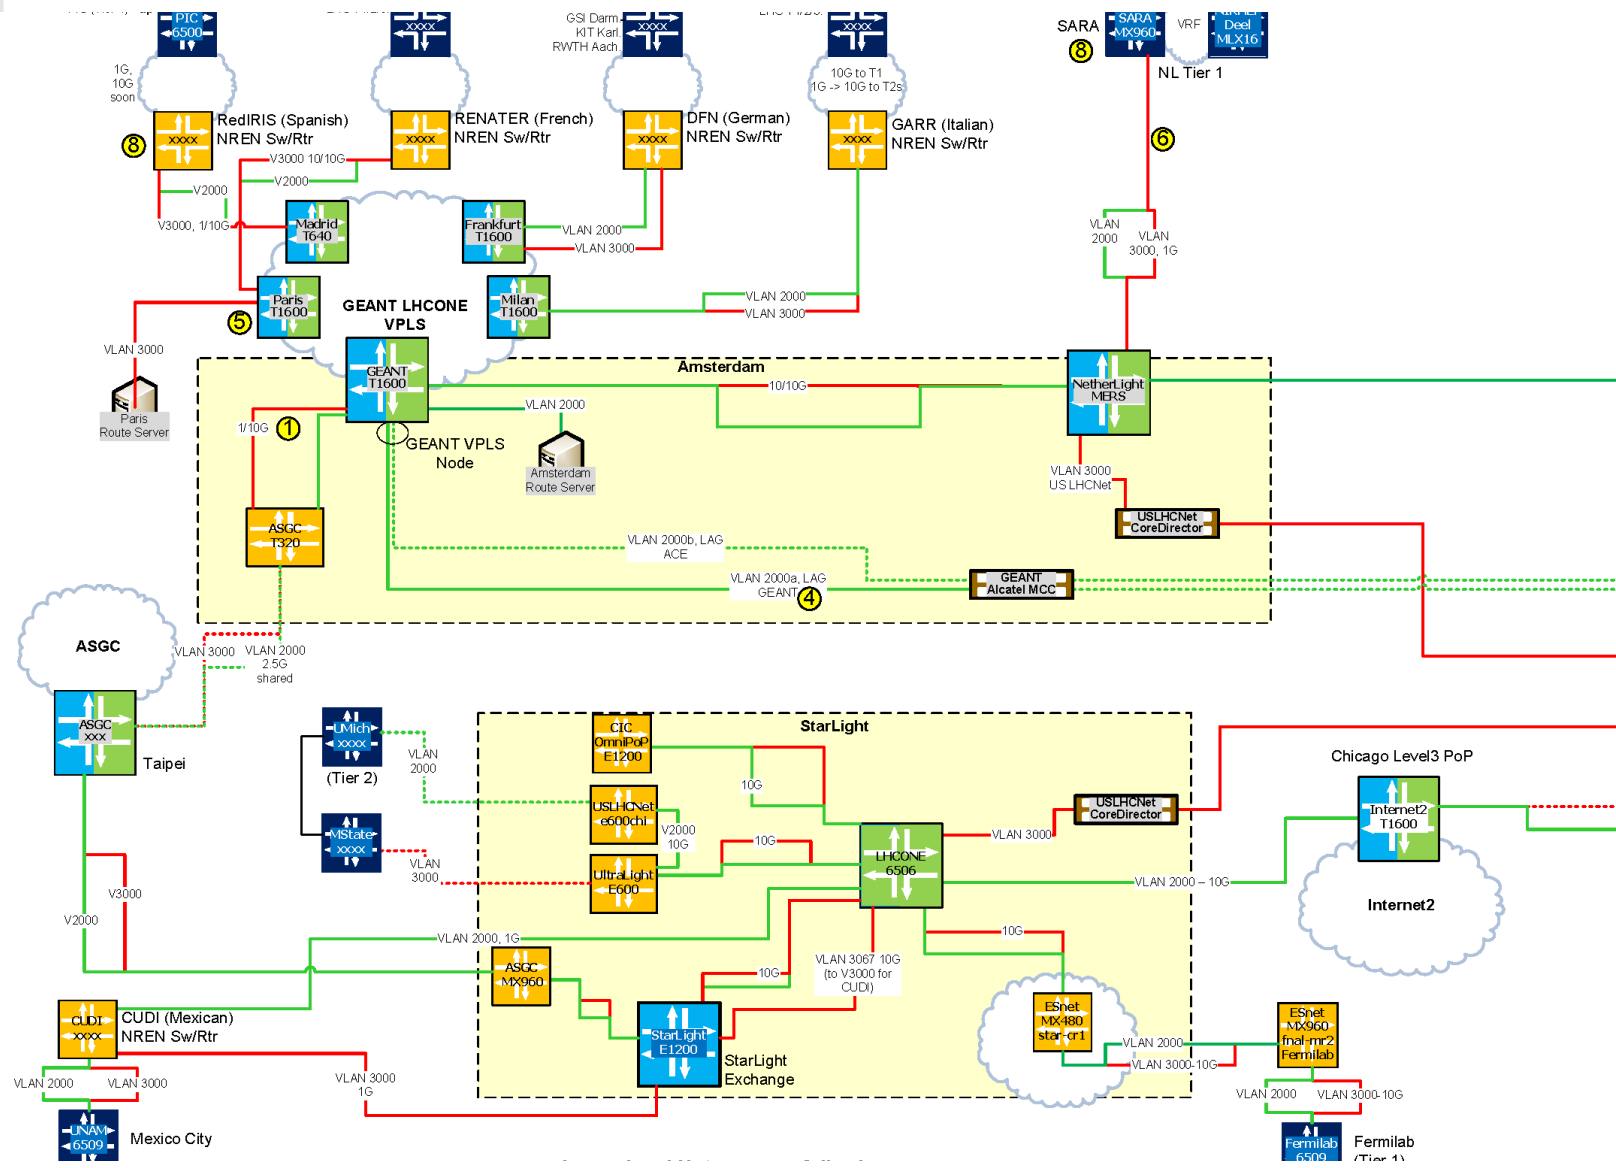 PIC
6500
xxxx
GSI Darm.
KIT Karl.
RWTH Aach.
xxxx
xxxx
SARA
8
SARA
MX960
VRF
Deel
MLX16
NL Tier 1
1G,
10G
soon
10G to T1
1G -> 10G to T2s
8
xxxx
RedIRIS (Spanish)
NREN Sw/Rtr
xxxx
RENATER (French)
NREN Sw/Rtr
xxxx
DFN (German)
NREN Sw/Rtr
xxxx
GARR (Italian)
NREN Sw/Rtr
6
V3000 10/10G
V2000
V2000
V3000, 1/10G
Madrid
T640
Frankfurt
T1600
VLAN 2000
VLAN 3000
VLAN
2000
VLAN
3000, 1G
Paris
T1600
5
GEANT LHCONE
VPLS
Milan
T1600
VLAN 2000
VLAN 3000
VLAN 3000
Paris
Route Server
Amsterdam
GEANT
T1600
10/10G
NetherLight
MERS
1/10G
1
VLAN 2000
GEANT VPLS
Node
Amsterdam
Route Server
VLAN 3000
US LHCNet
USLHCNet
CoreDirector
ASGC
T320
VLAN 2000b, LAG
ACE
VLAN 2000a, LAG
GEANT
4
GEANT
Alcatel MCC
ASGC
VLAN 3000
VLAN 2000
2.5G
shared
ASGC
xxx
Taipei
UMich
xxxx
(Tier 2)
VLAN
2000
MState
xxxx
VLAN
3000
StarLight
CIC
OmniPoP
E1200
10G
USLHCNet
e600chi
V2000
10G
UltraLight
E600
10G
LHCONE
6506
VLAN 3000
USLHCNet
CoreDirector
Chicago Level3 PoP
Internet2
T1600
VLAN 2000 – 10G
Internet2
V3000
V2000
VLAN 2000, 1G
ASGC
MX960
10G
VLAN 3067 10G
(to V3000 for
CUDI)
10G
StarLight
E1200
StarLight
Exchange
ESnet
MX480
star-cr1
VLAN 2000
VLAN 3000-10G
ESnet
MX960
fnal-mr2
Fermilab
CUDI
xxxx
CUDI (Mexican)
NREN Sw/Rtr
VLAN 2000
VLAN 3000
VLAN 3000
1G
UNAM
6509
Mexico City
VLAN 2000
VLAN 3000-10G
Fermilab
6509
Fermilab
(Tier 1)